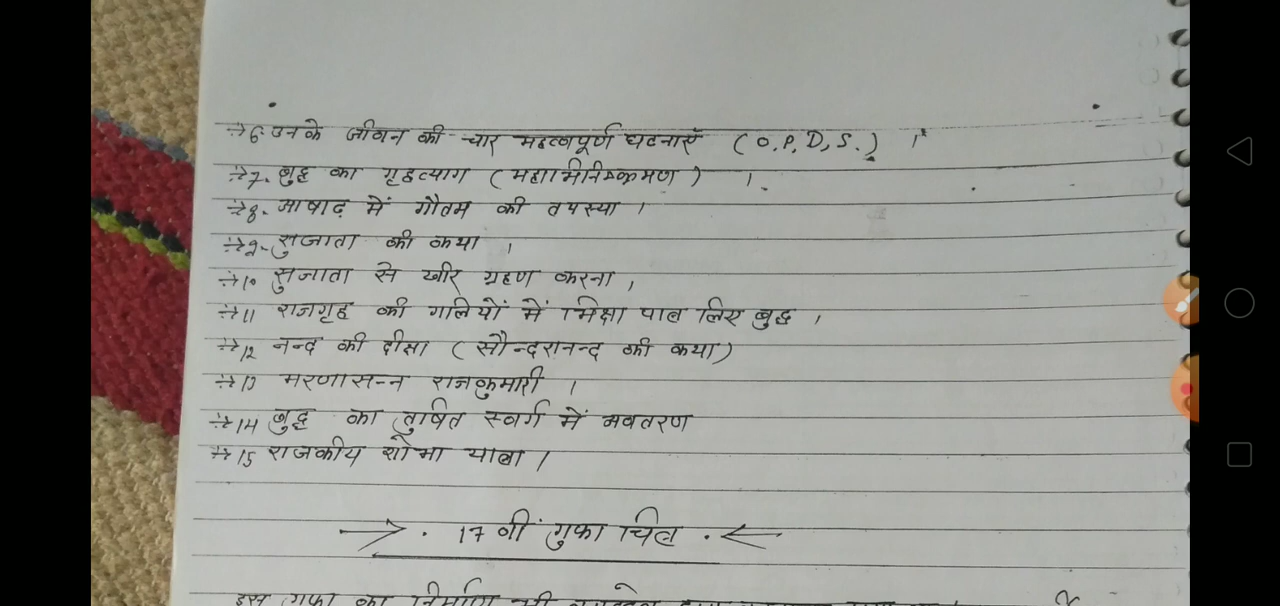 →6. उनके जीवन की चार महत्वपूर्ण घटनाएँ (O,P,D,S.) ।
→7. बुद्ध का गृहत्याग (महाभीनिष्क्रमण) ।
→8. आषाढ़ में गौतम की तपस्या ।
→9. सुजाता की कथा ।
→10 सुजाता से खीर ग्रहण करना,
→11 राजगृह की गलियों में भिक्षा पात्र लिए बुद्ध ,
→12 नन्द की दीक्षा (सौन्दरानन्द की कथा)
→13 मरणासन्न राजकुमारी ।
→14 बुद्ध का तुषित स्वर्ग में अवतरण
→15 राजकीय शोभा यात्रा ।
→ . 17 वीं गुफा चित्र . ←
इस गुफा का निर्माण भी